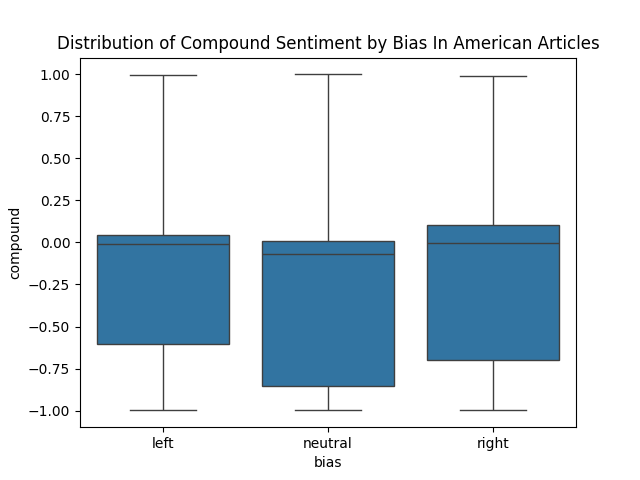 Distribution of Compound Sentiment by Bias In American Articles
1.00
0.75
0.50
0.25
0.00
−0.25
−0.50
−0.75
−1.00
compound
left neutral right
bias